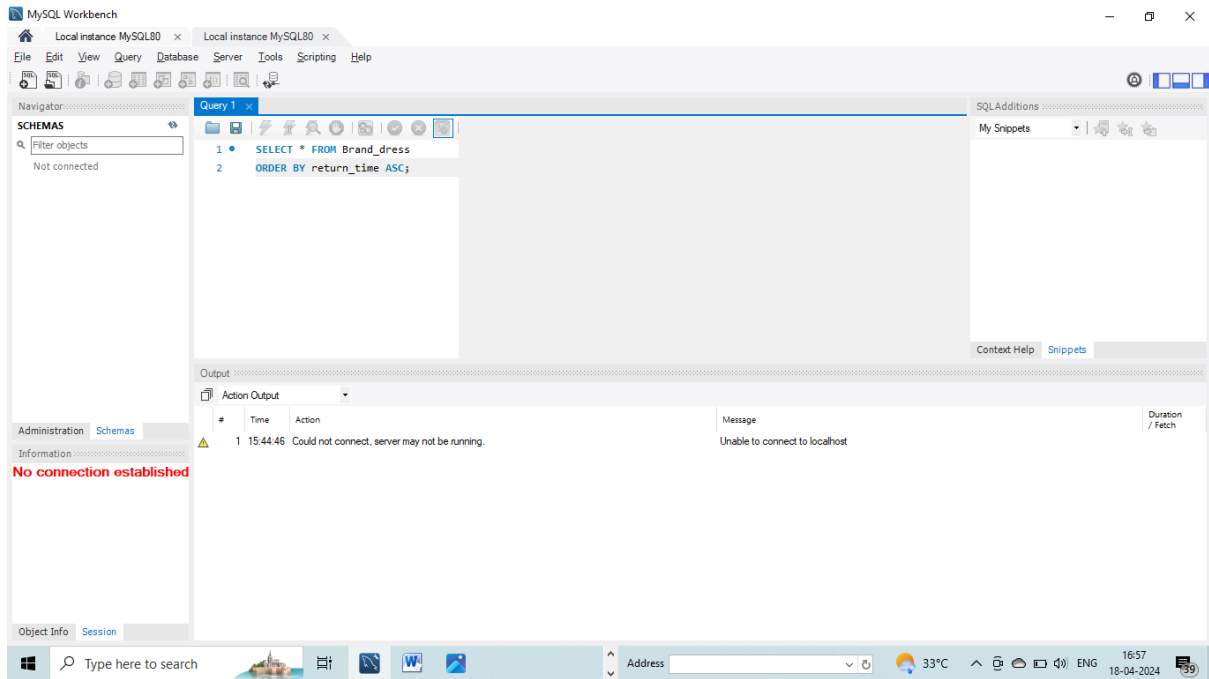 MySQL Workbench
Local instance MySQL80 × Local instance MySQL80 ×
File Edit View Query Database Server Tools Scripting Help
Navigator
SCHEMAS
Filter objects
Not connected
Administration Schemas
Information
No connection established
Object Info Session
Query 1 ×
1 SELECT * FROM Brand_dress
2 ORDER BY return_time ASC;
SQLAdditions
My Snippets
Context Help Snippets
Output
Action Output
# Time Action Message Duration / Fetch
1 15:44:46 Could not connect, server may not be running. Unable to connect to localhost
Type here to search
Address
33°C
ENG
16:57
18-04-2024
39